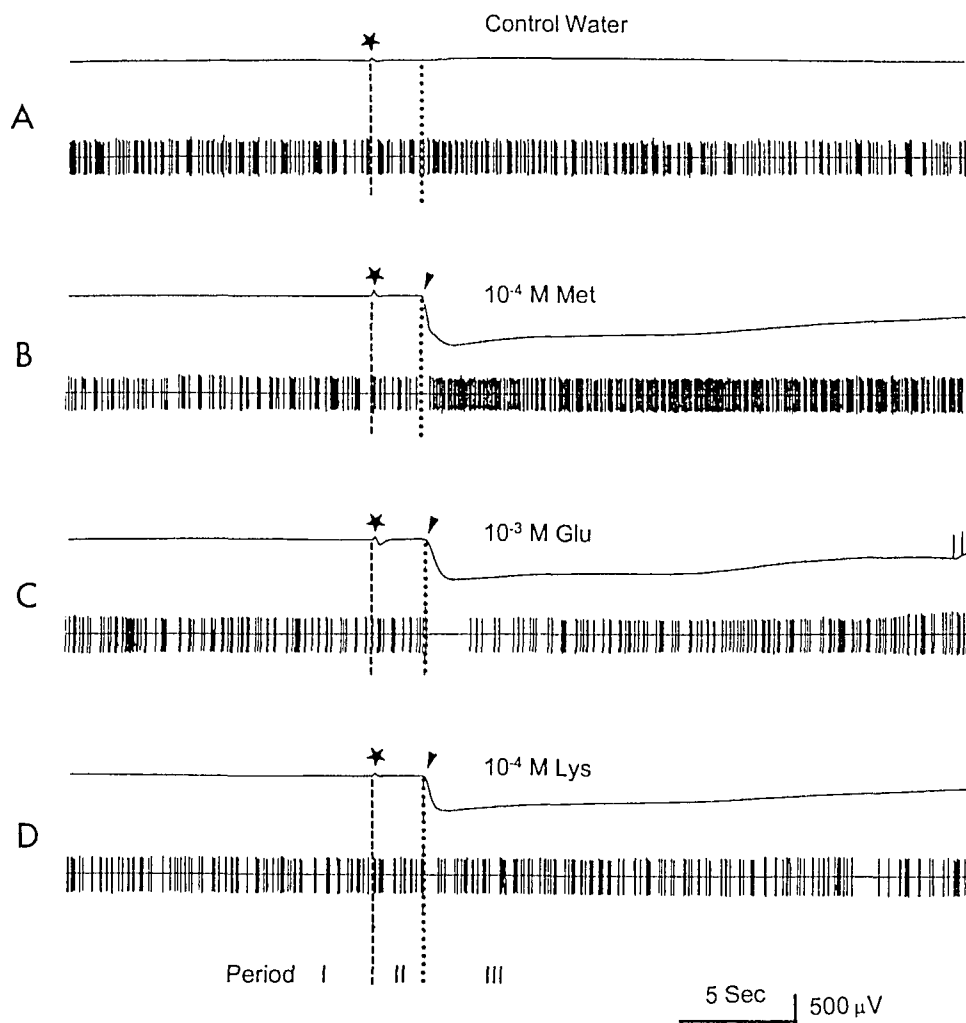 Control Water
A
10-4 M Met
B
10-3 M Glu
C
10-4 M Lys
D
Period I II III
5 Sec
500 µV